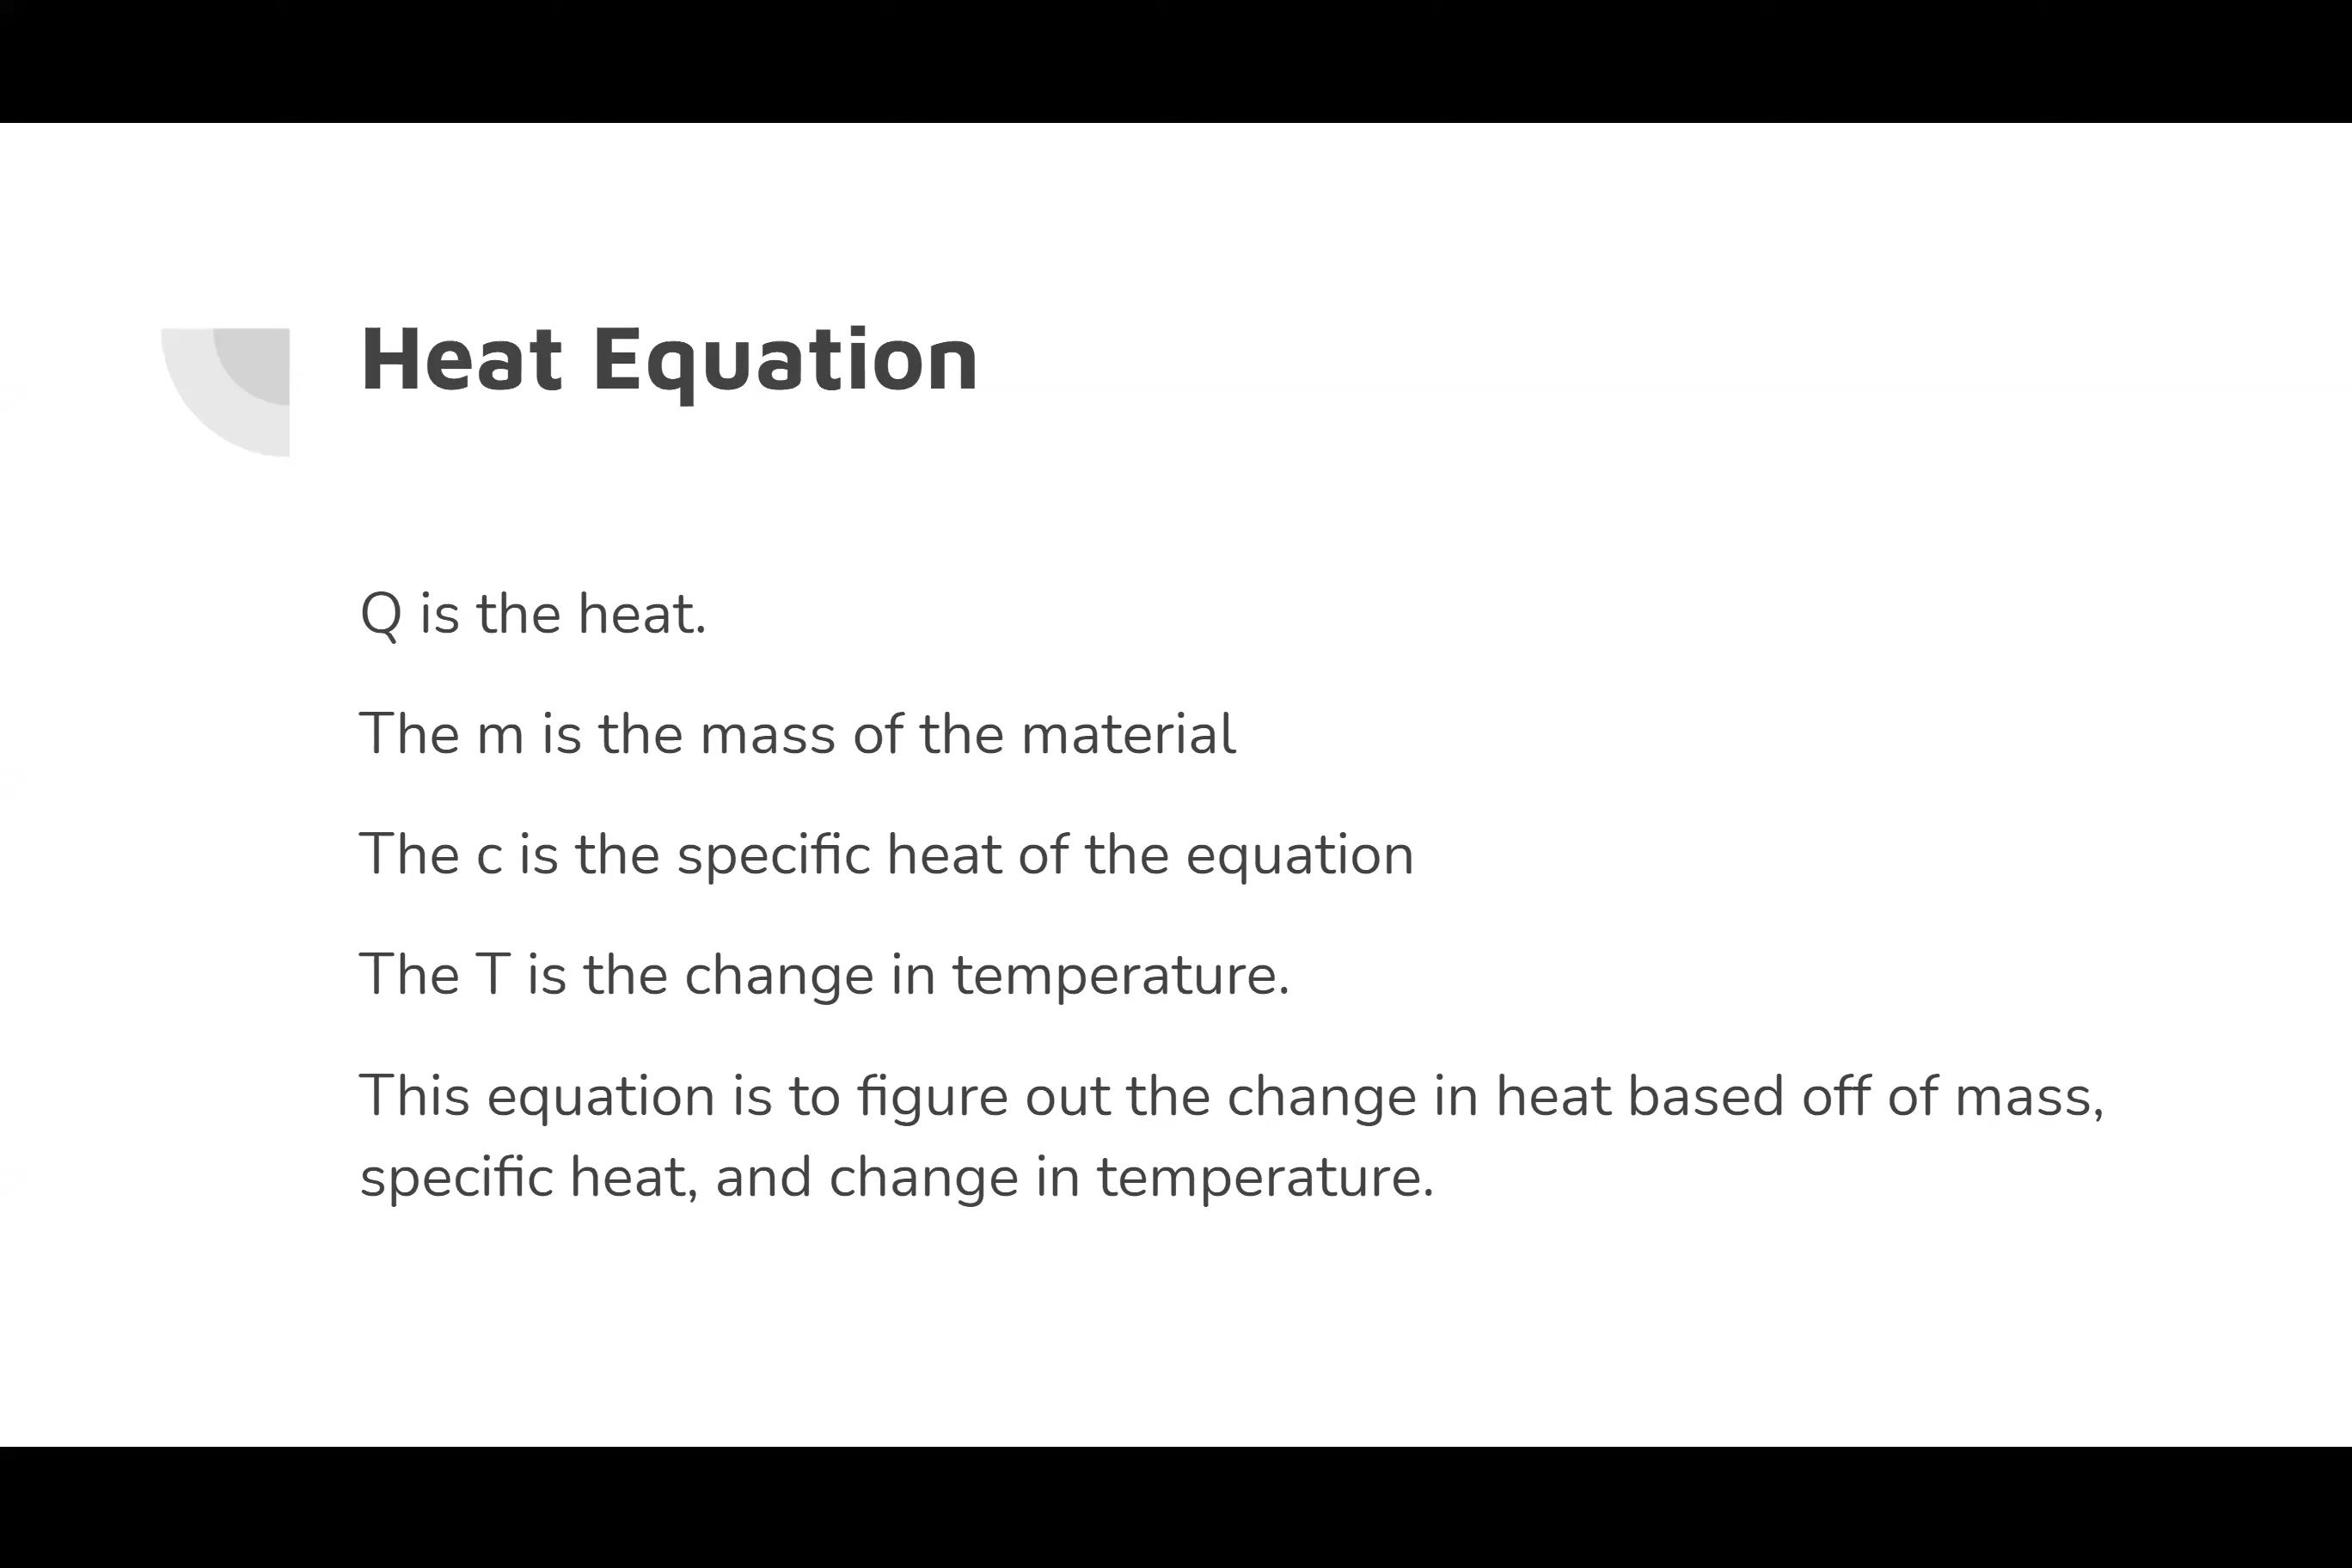 Heat Equation
Q is the heat.
The m is the mass of the material
The c is the specific heat of the equation
The T is the change in temperature.
This equation is to figure out the change in heat based off of mass,
specific heat, and change in temperature.